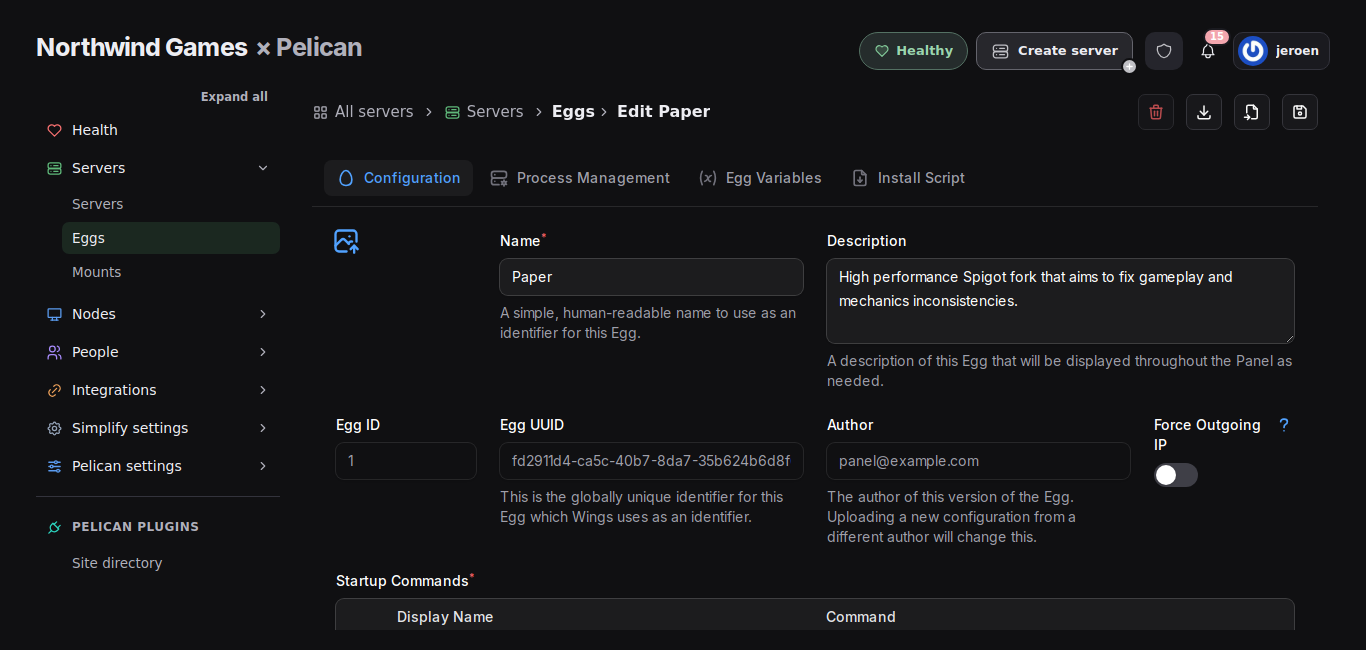 Northwind Games × Pelican
Healthy
Create server
15
jeroen
Expand all
Health
Servers
Servers
Eggs
Mounts
Nodes
People
Integrations
Simplify settings
Pelican settings
PELICAN PLUGINS
Site directory
All servers > Servers > Eggs > Edit Paper
Configuration
Process Management
Egg Variables
Install Script
Name*
Paper
A simple, human-readable name to use as an
identifier for this Egg.
Description
High performance Spigot fork that aims to fix gameplay and
mechanics inconsistencies.
A description of this Egg that will be displayed throughout the Panel as
needed.
Egg ID
1
Egg UUID
fd2911d4-ca5c-40b7-8da7-35b624b6d8f
This is the globally unique identifier for this
Egg which Wings uses as an identifier.
Author
panel@example.com
The author of this version of the Egg.
Uploading a new configuration from a
different author will change this.
Force Outgoing ?
IP
Startup Commands*
Display Name
Command